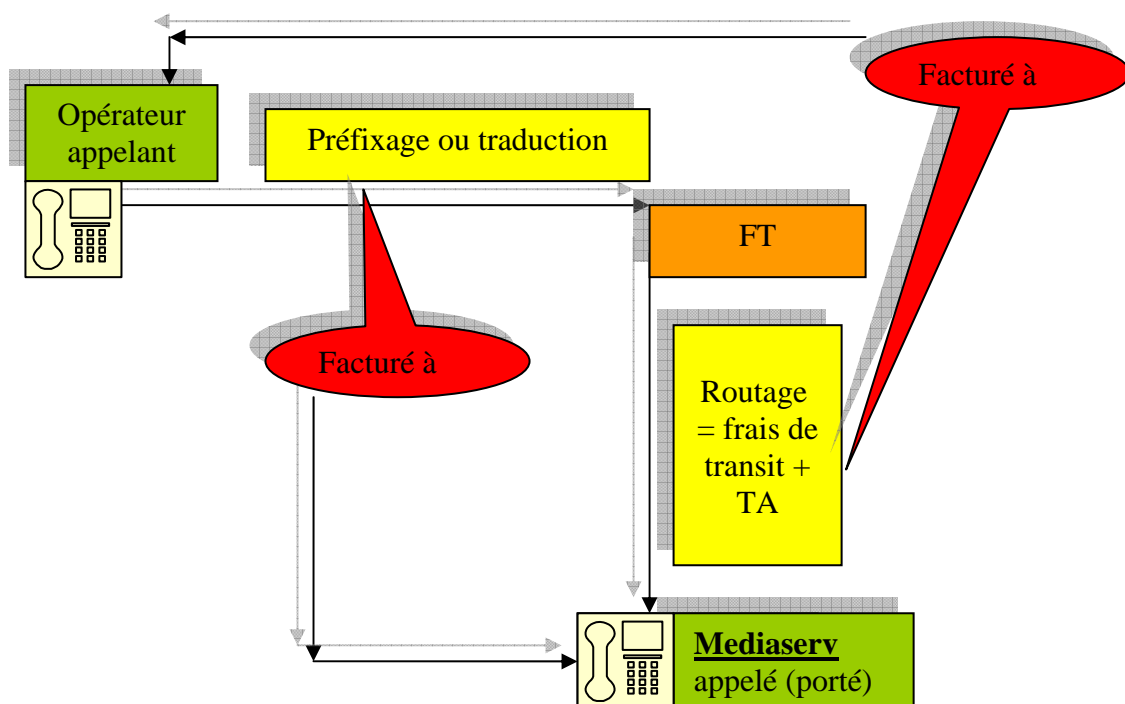 Facturé à
Opérateur
appelant
Préfixage ou traduction
FT
Facturé à
Routage
= frais de
transit +
TA
Mediaserv
appelé (porté)